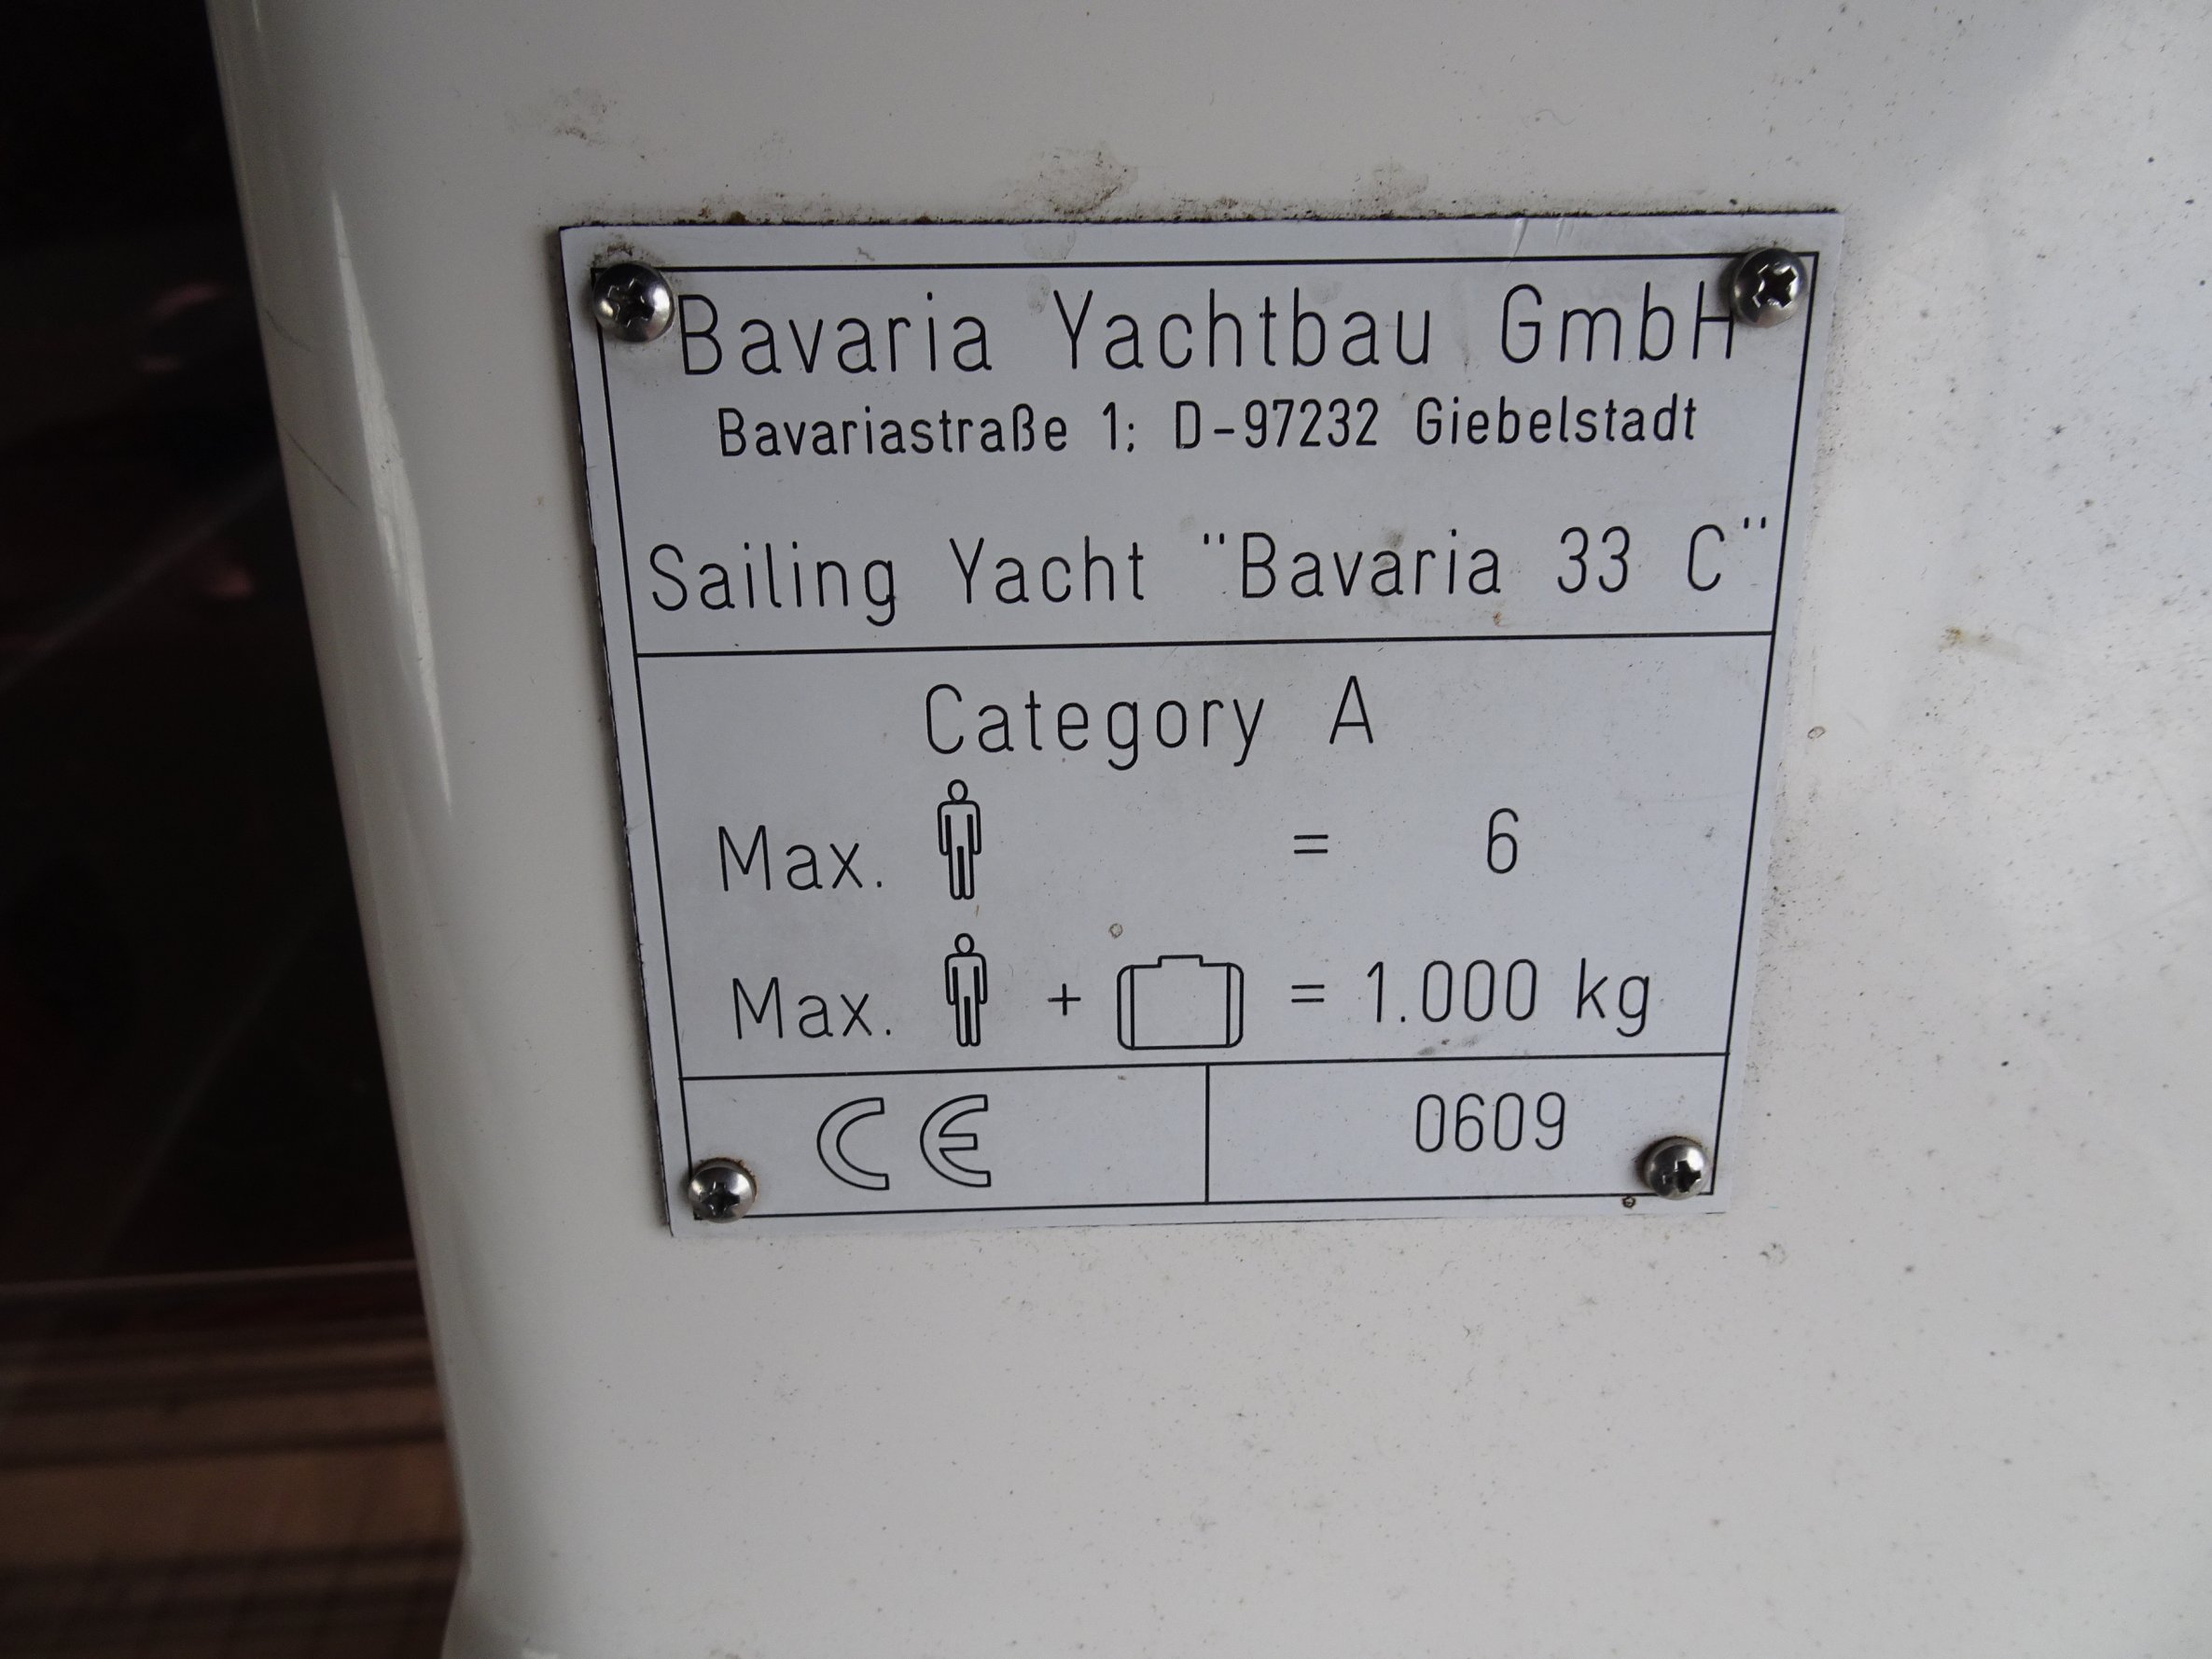 Bavaria Yachtbau GmbH
Bavariastraße 1; D-97232 Giebelstadt
Sailing Yacht "Bavaria 33 C"
Category A
Max. = 6
Max. + = 1.000 kg
CE 0609